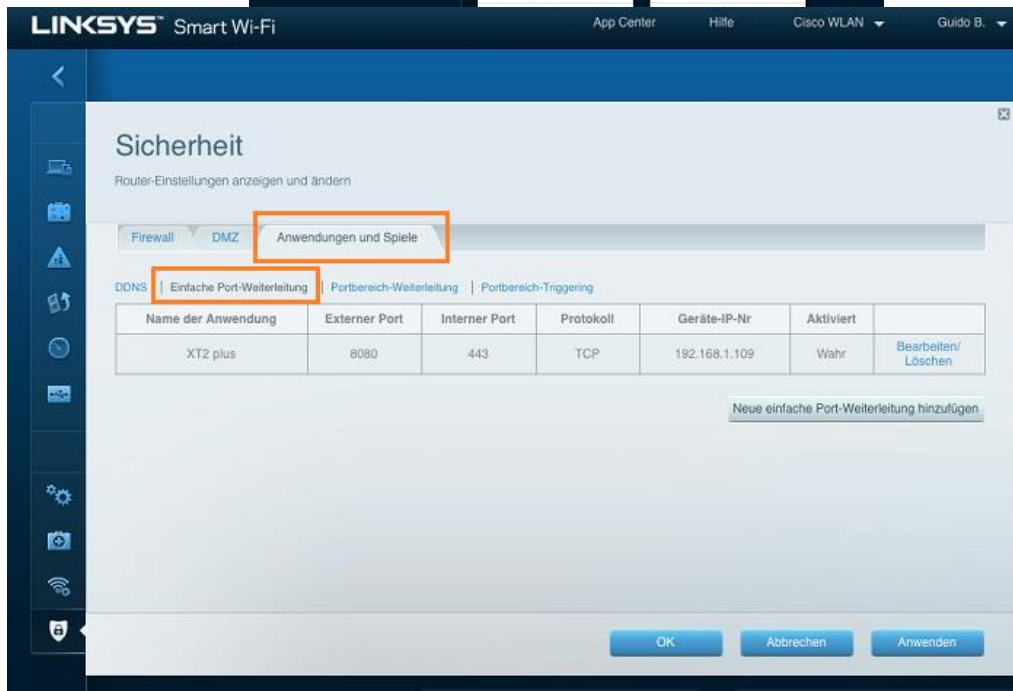 LINKSYS™ Smart Wi-Fi App Center Hilfe Cisco WLAN Guido B.
Sicherheit
Router-Einstellungen anzeigen und ändern
Firewall DMZ Anwendungen und Spiele
DDNS | Einfache Port-Weiterleitung | Portbereich-Weiterleitung | Portbereich-Triggering
Name der Anwendung Externer Port Interner Port Protokoll Geräte-IP-Nr Aktiviert
XT2 plus 8080 443 TCP 192.168.1.109 Wahr Bearbeiten/
Löschen
Neue einfache Port-Weiterleitung hinzufügen
OK Abbrechen Anwenden